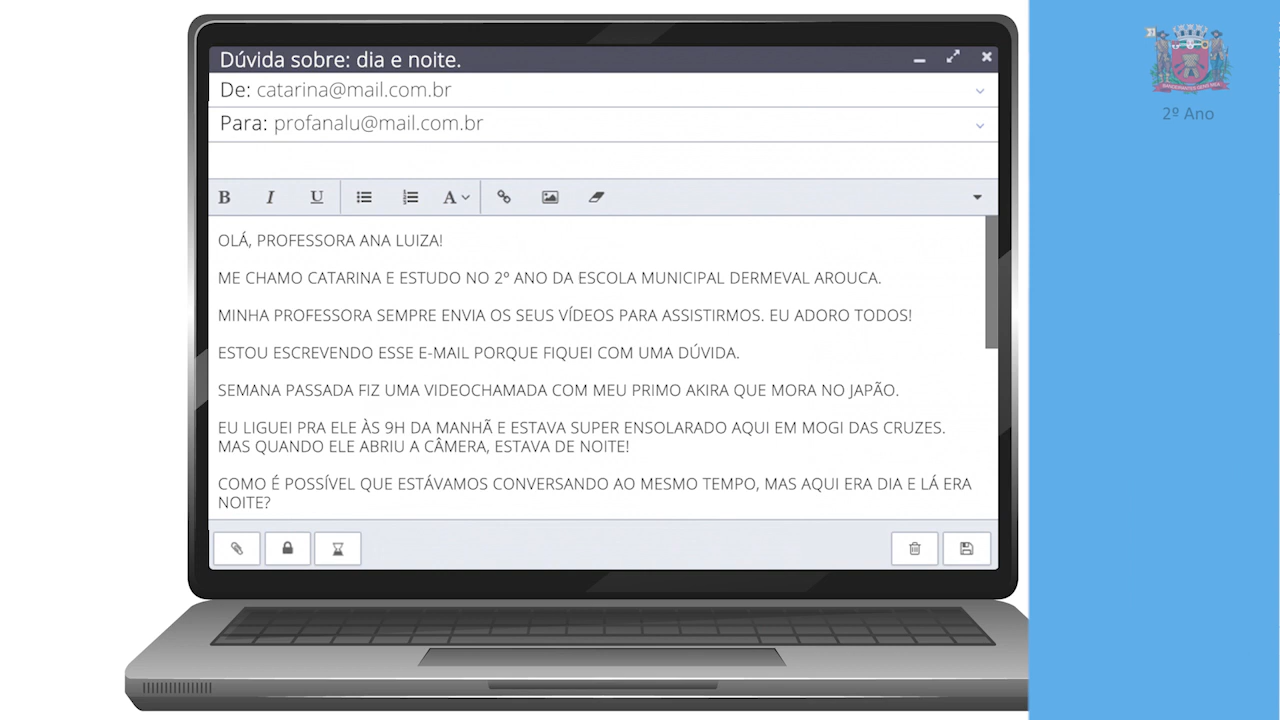 Dúvida sobre: dia e noite.
De: catarina@mail.com.br
Para: profanalu@mail.com.br
B I U A
OLÁ, PROFESSORA ANA LUIZA!
ME CHAMO CATARINA E ESTUDO NO 2º ANO DA ESCOLA MUNICIPAL DERMEVAL AROUCA.
MINHA PROFESSORA SEMPRE ENVIA OS SEUS VÍDEOS PARA ASSISTIRMOS. EU ADORO TODOS!
ESTOU ESCREVENDO ESSE E-MAIL PORQUE FIQUEI COM UMA DÚVIDA.
SEMANA PASSADA FIZ UMA VIDEOCHAMADA COM MEU PRIMO AKIRA QUE MORA NO JAPÃO.
EU LIGUEI PRA ELE ÀS 9H DA MANHÃ E ESTAVA SUPER ENSOLARADO AQUI EM MOGI DAS CRUZES.
MAS QUANDO ELE ABRIU A CÂMERA, ESTAVA DE NOITE!
COMO É POSSÍVEL QUE ESTÁVAMOS CONVERSANDO AO MESMO TEMPO, MAS AQUI ERA DIA E LÁ ERA
NOITE?
2º Ano